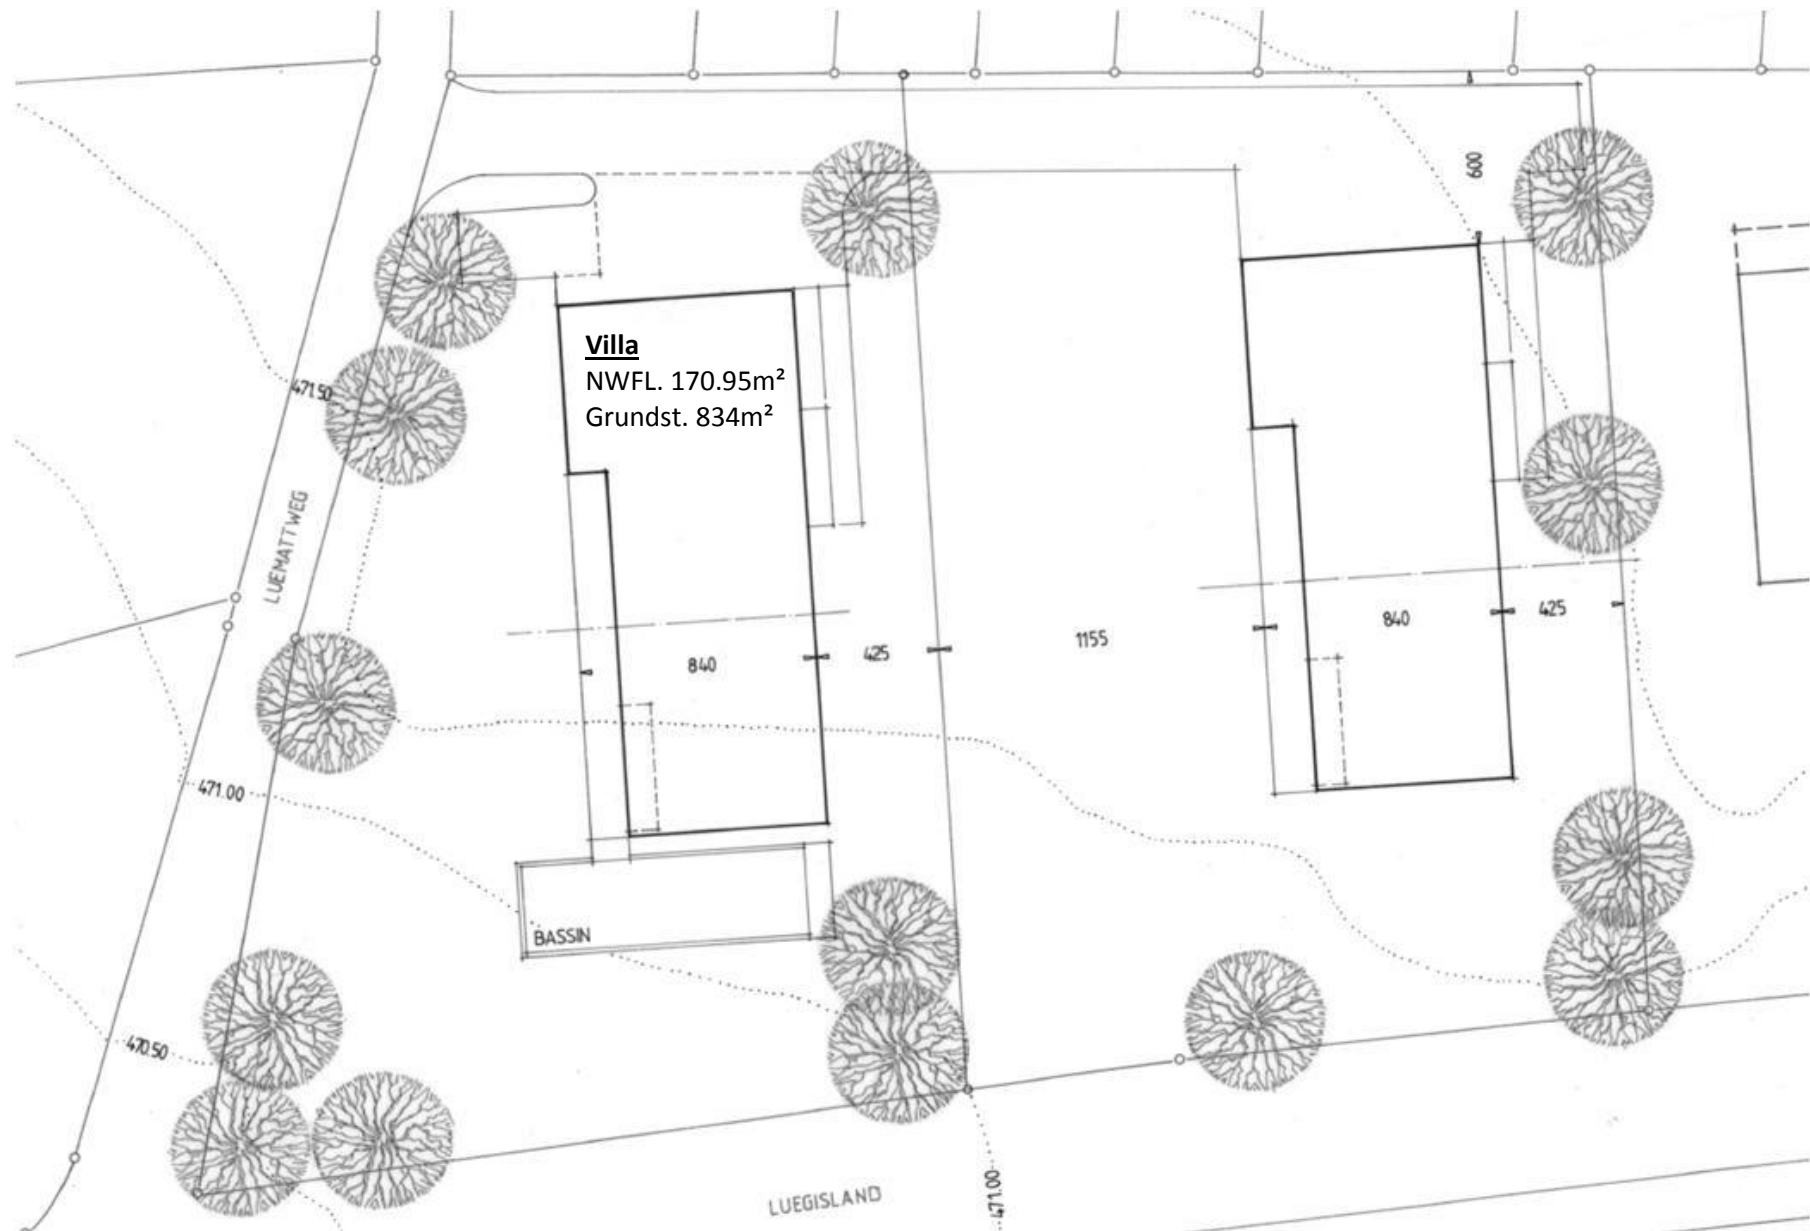 600
Villa
NWFL. 170.95m²
Grundst. 834m²
471.50
LUEMATTWEG
840
425
1155
840
425
471.00
BASSIN
470.50
LUEGISLAND
471.00